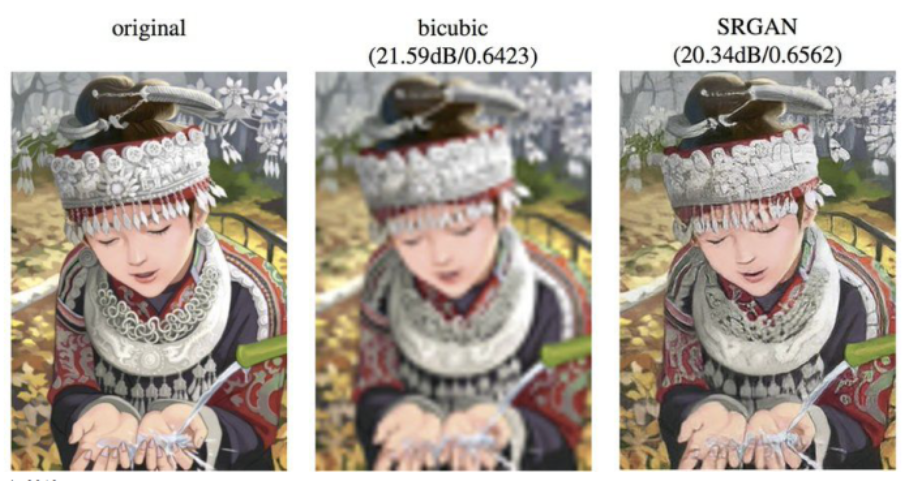 original
bicubic
(21.59dB/0.6423)
SRGAN
(20.34dB/0.6562)